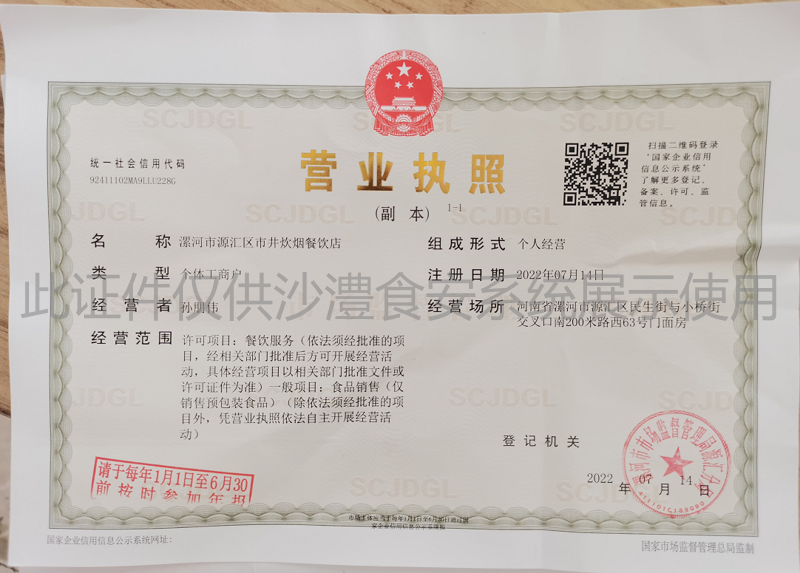 统一社会信用代码
92411102MA9LLU228G
营业执照
（副 本） 1-1
扫描二维码登录
“国家企业信用
信息公示系统”
了解更多登记、
备案、许可、监
管信息。
名 称 漯河市源汇区市井炊烟餐饮店
组成形式 个人经营
类 型 个体工商户
注册日期 2022年07月14日
经营者 孙明伟
经营场所 河南省漯河市源汇区民生街与小桥街
交叉口南200米路西63号门面房
此证件仅供沙澧食安系统展示使用
经营范围 许可项目：餐饮服务（依法须经批准的项
目，经相关部门批准后方可开展经营活
动，具体经营项目以相关部门批准文件或
许可证件为准）一般项目：食品销售（仅
销售预包装食品）（除依法须经批准的项
目外，凭营业执照依法自主开展经营活
动）
登记机关
2022 年 07 月 14 日
请于每年1月1日至6月30
前按时参加年报
SCJDGL
国家企业信用信息公示系统网址：
国家市场监督管理总局监制